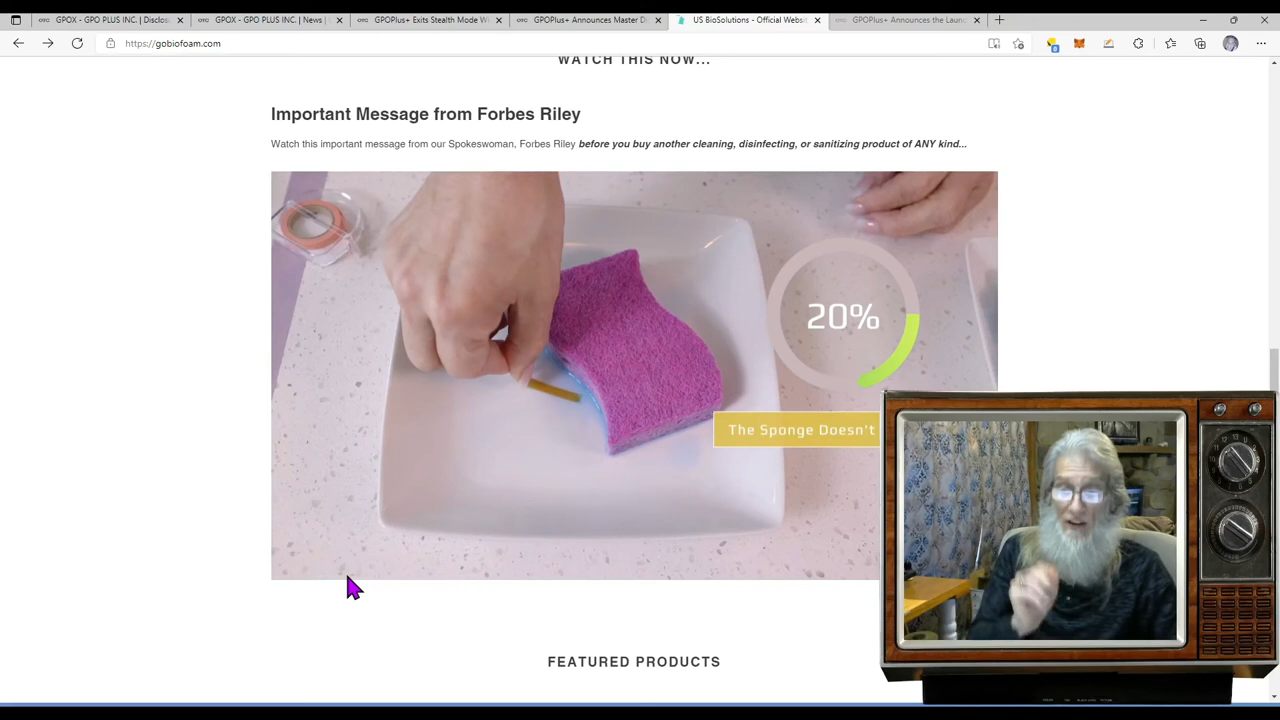 GPOX - GPO PLUS INC. | Disclos
GPOX - GPO PLUS INC. | News |
GPOPlus+ Exits Stealth Mode W
GPOPlus+ Announces Master Di
US BioSolutions - Official Websit
GPOPlus+ Announces the Launc
https://gobiofoam.com
WATCH THIS NOW...
Important Message from Forbes Riley
Watch this important message from our Spokeswoman, Forbes Riley before you buy another cleaning, disinfecting, or sanitizing product of ANY kind...
20%
The Sponge Doesn't
FEATURED PRODUCTS